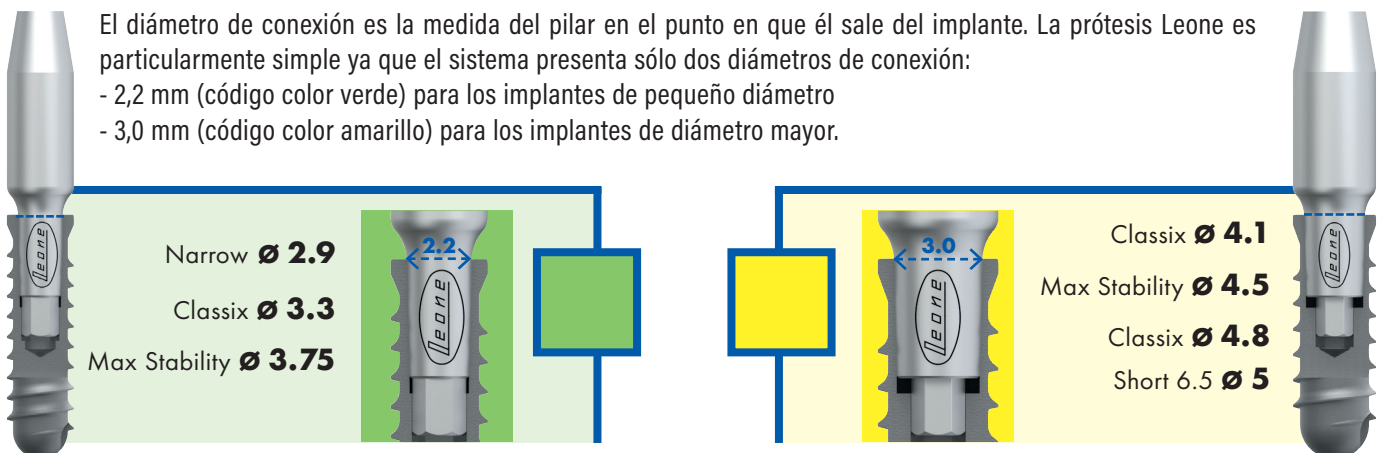 El diámetro de conexión es la medida del pilar en el punto en que él sale del implante. La prótesis Leone es
particularmente simple ya que el sistema presenta sólo dos diámetros de conexión:
- 2,2 mm (código color verde) para los implantes de pequeño diámetro
- 3,0 mm (código color amarillo) para los implantes de diámetro mayor.
Leone
Narrow ø 2.9
Classix ø 3.3
Max Stability ø 3.75
2.2
Leone
3.0
Leone
Classix ø 4.1
Max Stability ø 4.5
Classix ø 4.8
Short 6.5 ø 5
Leone